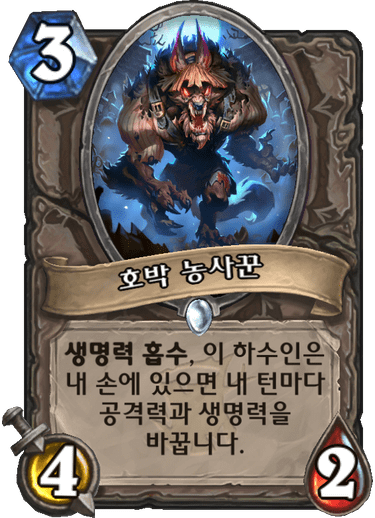 3
호박 농사꾼
생명력 흡수, 이 하수인은
내 손에 있으면 내 턴마다
공격력과 생명력을
바꿉니다.
4
2